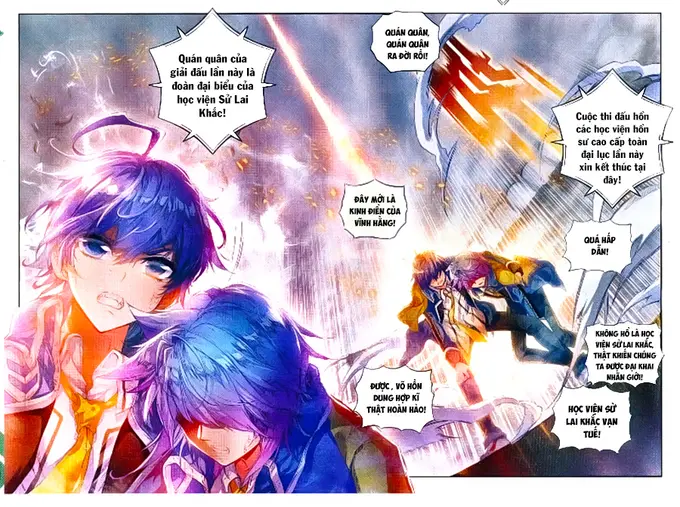 Quán quân của
giải đấu lần này là
đoàn đại biểu của
học viện Sử Lai
Khắc!
QUÁN QUÂN,
QUÁN QUÂN
RA ĐỜI RỒI!
Cuộc thi đấu hồn
các học viện hồn
sư cao cấp toàn
đại lục lần này
xin kết thúc tại
đây!
ĐÂY MỚI LÀ
KINH ĐIỂN CỦA
VĨNH HẰNG!
QUÁ HẤP
DẪN!
KHÔNG HỔ LÀ HỌC
VIỆN SỬ LAI KHẮC,
THẬT KHIẾN CHÚNG
TA ĐƯỢC ĐẠI KHAI
NHÃN GIỚI!
ĐƯỢC, VÕ HỒN
DUNG HỢP KĨ
THẬT HOÀN HẢO!
HỌC VIỆN SỬ
LAI KHẮC VẠN
TUẾ!